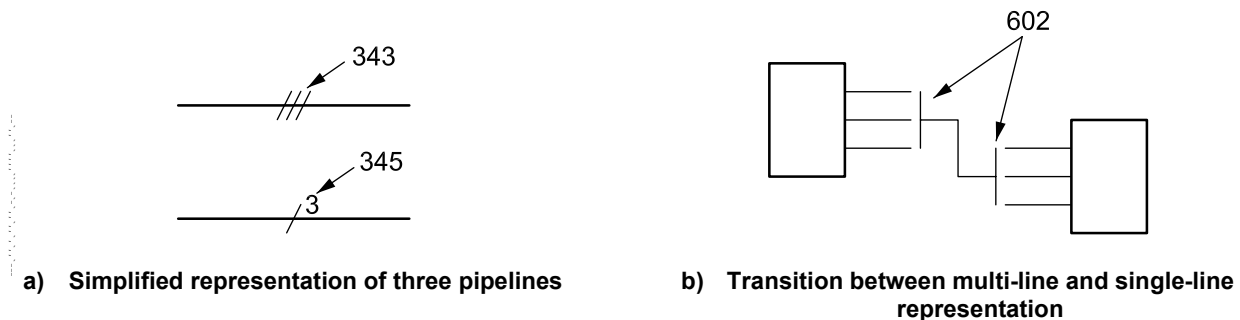 343
3
345
a) Simplified representation of three pipelines
602
b) Transition between multi-line and single-line
representation